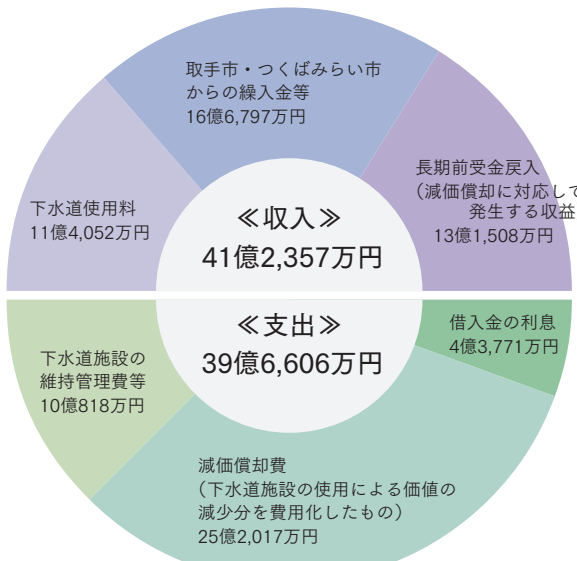 取手市・つくばみらい市
からの繰入金等
16億6,797万円
下水道使用料
11億4,052万円
長期前受金戻入
（減価償却に対応して
発生する収益
13億1,508万円
≪収入≫
41億2,357万円
≪支出≫
39億6,606万円
借入金の利息
4億3,771万円
下水道施設の
維持管理費等
10億818万円
減価償却費
（下水道施設の使用による価値の
減少分を費用化したもの）
25億2,017万円